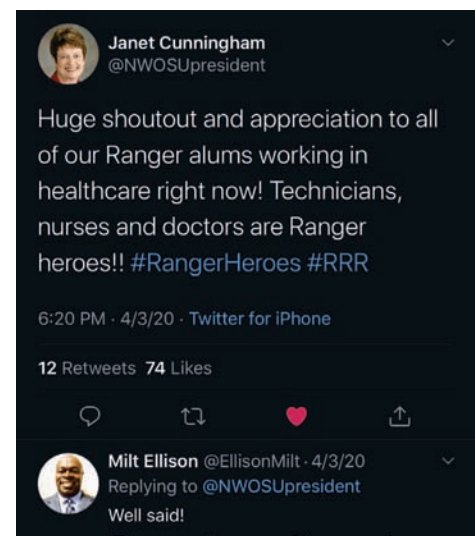 Janet Cunningham
@NWOSUpresident
Huge shoutout and appreciation to all
of our Ranger alums working in
healthcare right now! Technicians,
nurses and doctors are Ranger
heroes!! #RangerHeroes #RRR
6:20 PM · 4/3/20 · Twitter for iPhone
12 Retweets 74 Likes
Milt Ellison @EllisonMilt · 4/3/20
Replying to @NWOSUpresident
Well said!